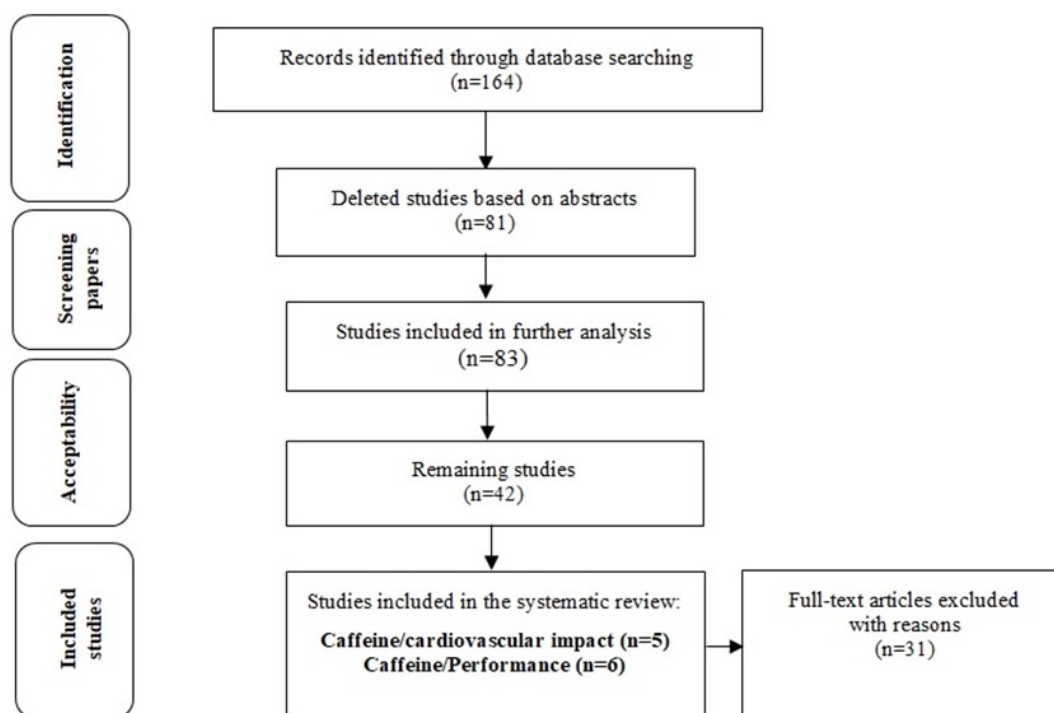 Identification
Records identified through database searching
(n=164)
Deleted studies based on abstracts
(n=81)
Screening
papers
Studies included in further analysis
(n=83)
Acceptability
Remaining studies
(n=42)
Included
studies
Studies included in the systematic review:
Caffeine/cardiovascular impact (n=5)
Caffeine/Performance (n=6)
Full-text articles excluded
with reasons
(n=31)